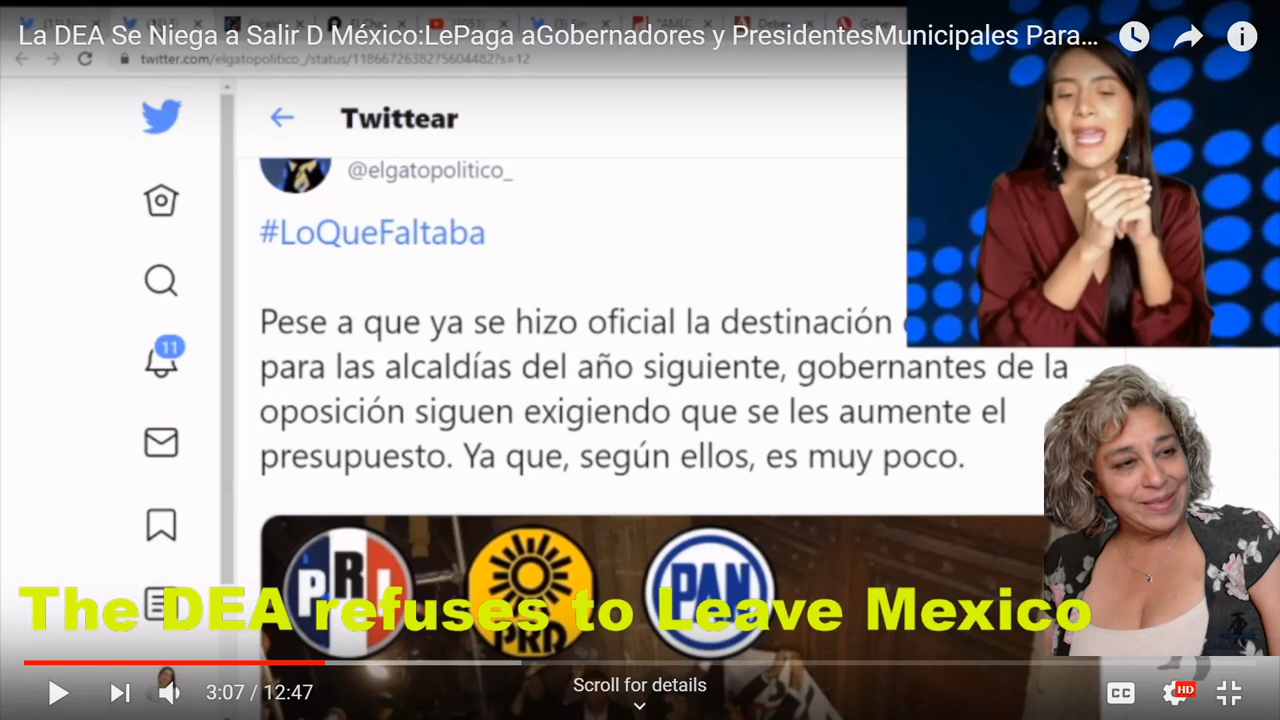 La DEA Se Niega a Salir D México:LePaga aGobernadores y PresidentesMunicipales Para...
twitter.com/elgatopolitico_/status/1186672638275604482?s=12
Twittear
@elgatopolitico_
#LoQueFaltaba
11
Pese a que ya se hizo oficial la destinación
para las alcaldías del año siguiente, gobernantes de la
oposición siguen exigiendo que se les aumente el
presupuesto. Ya que, según ellos, es muy poco.
PRI PRD PAN
The DEA refuses to Leave Mexico
3:07 / 12:47
Scroll for details
CC
HD